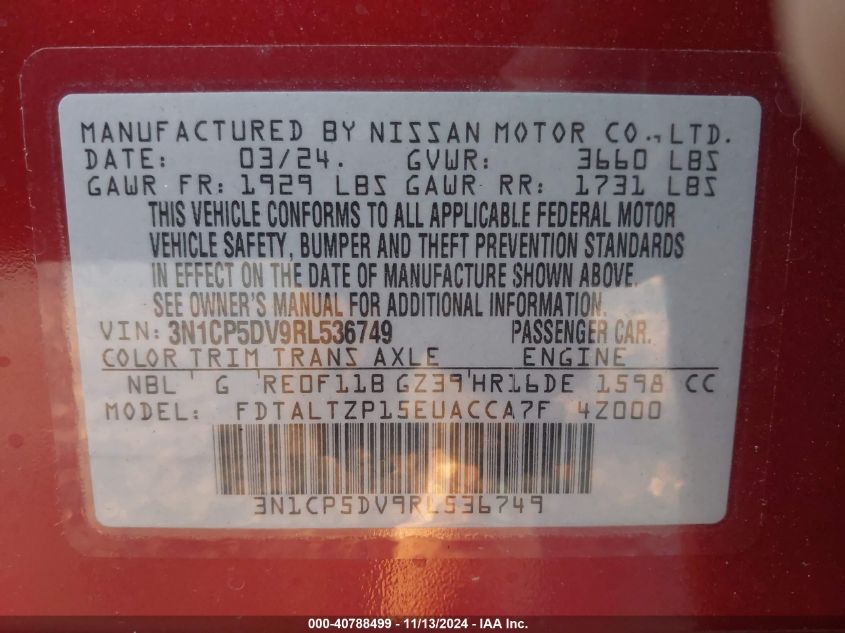 MANUFACTURED BY NISSAN MOTOR CO., LTD.
DATE: 03/24. GVWR: 3660 LBS
GAWR FR: 1929 LBS GAWR RR: 1731 LBS
THIS VEHICLE CONFORMS TO ALL APPLICABLE FEDERAL MOTOR
VEHICLE SAFETY, BUMPER AND THEFT PREVENTION STANDARDS
IN EFFECT ON THE DATE OF MANUFACTURE SHOWN ABOVE.
SEE OWNER'S MANUAL FOR ADDITIONAL INFORMATION.
VIN: 3N1CP5DV9RL536749 PASSENGER CAR.
COLOR TRIM TRANS AXLE ENGINE
NBL G RE0F11B GZ39 HR16DE 1598 CC
MODEL: FDTALTZP15EUACCA7F 4Z000
3N1CP5DV9RL536749
000-40788499 - 11/13/2024 - IAA Inc.